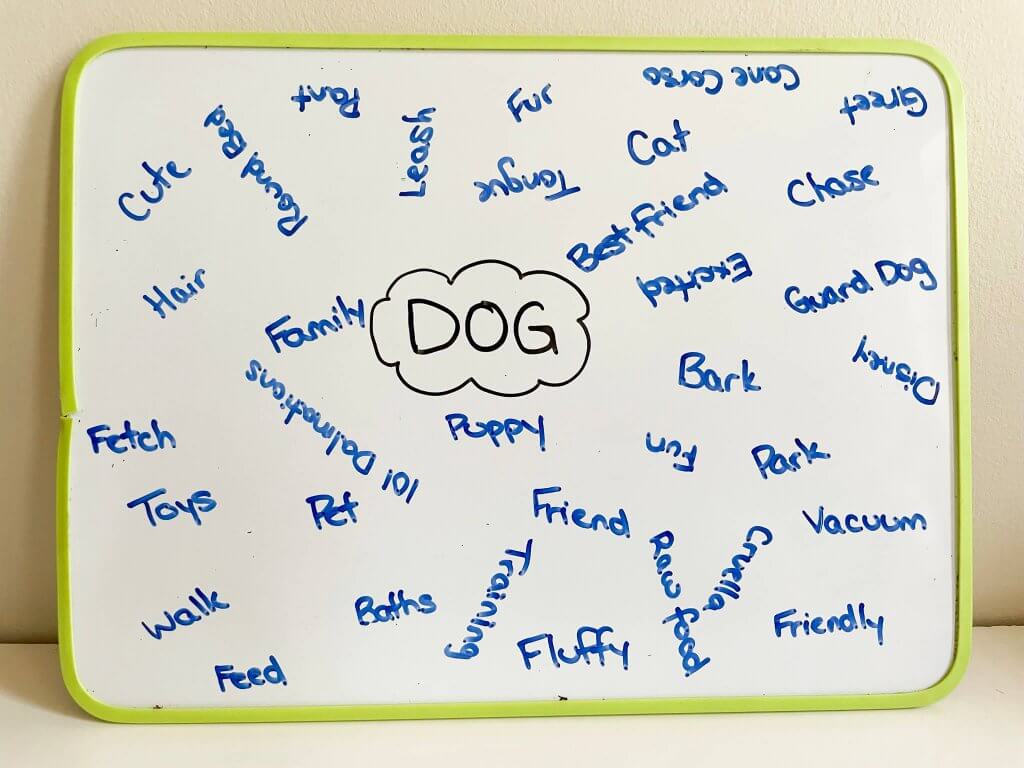 Pant
Fur
Cane Corso
Greet
Cute
Round Bed
Leash
Tongue
Cat
Best friend
Chase
Hair
Family
DOG
Excited
Guard Dog
101 Dalmations
Bark
Disney
Fetch
Puppy
Fun
Park
Toys
Pet
Friend
Vacuum
Walk
Baths
Training
Raw food
Cruella
Friendly
Feed
Fluffy